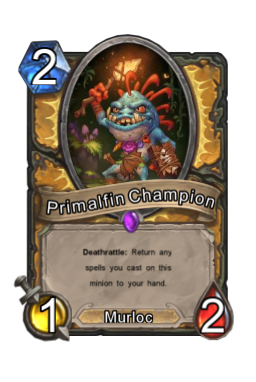 2
Primalfin Champion
Deathrattle: Return any
spells you cast on this
minion to your hand.
1
Murloc
2